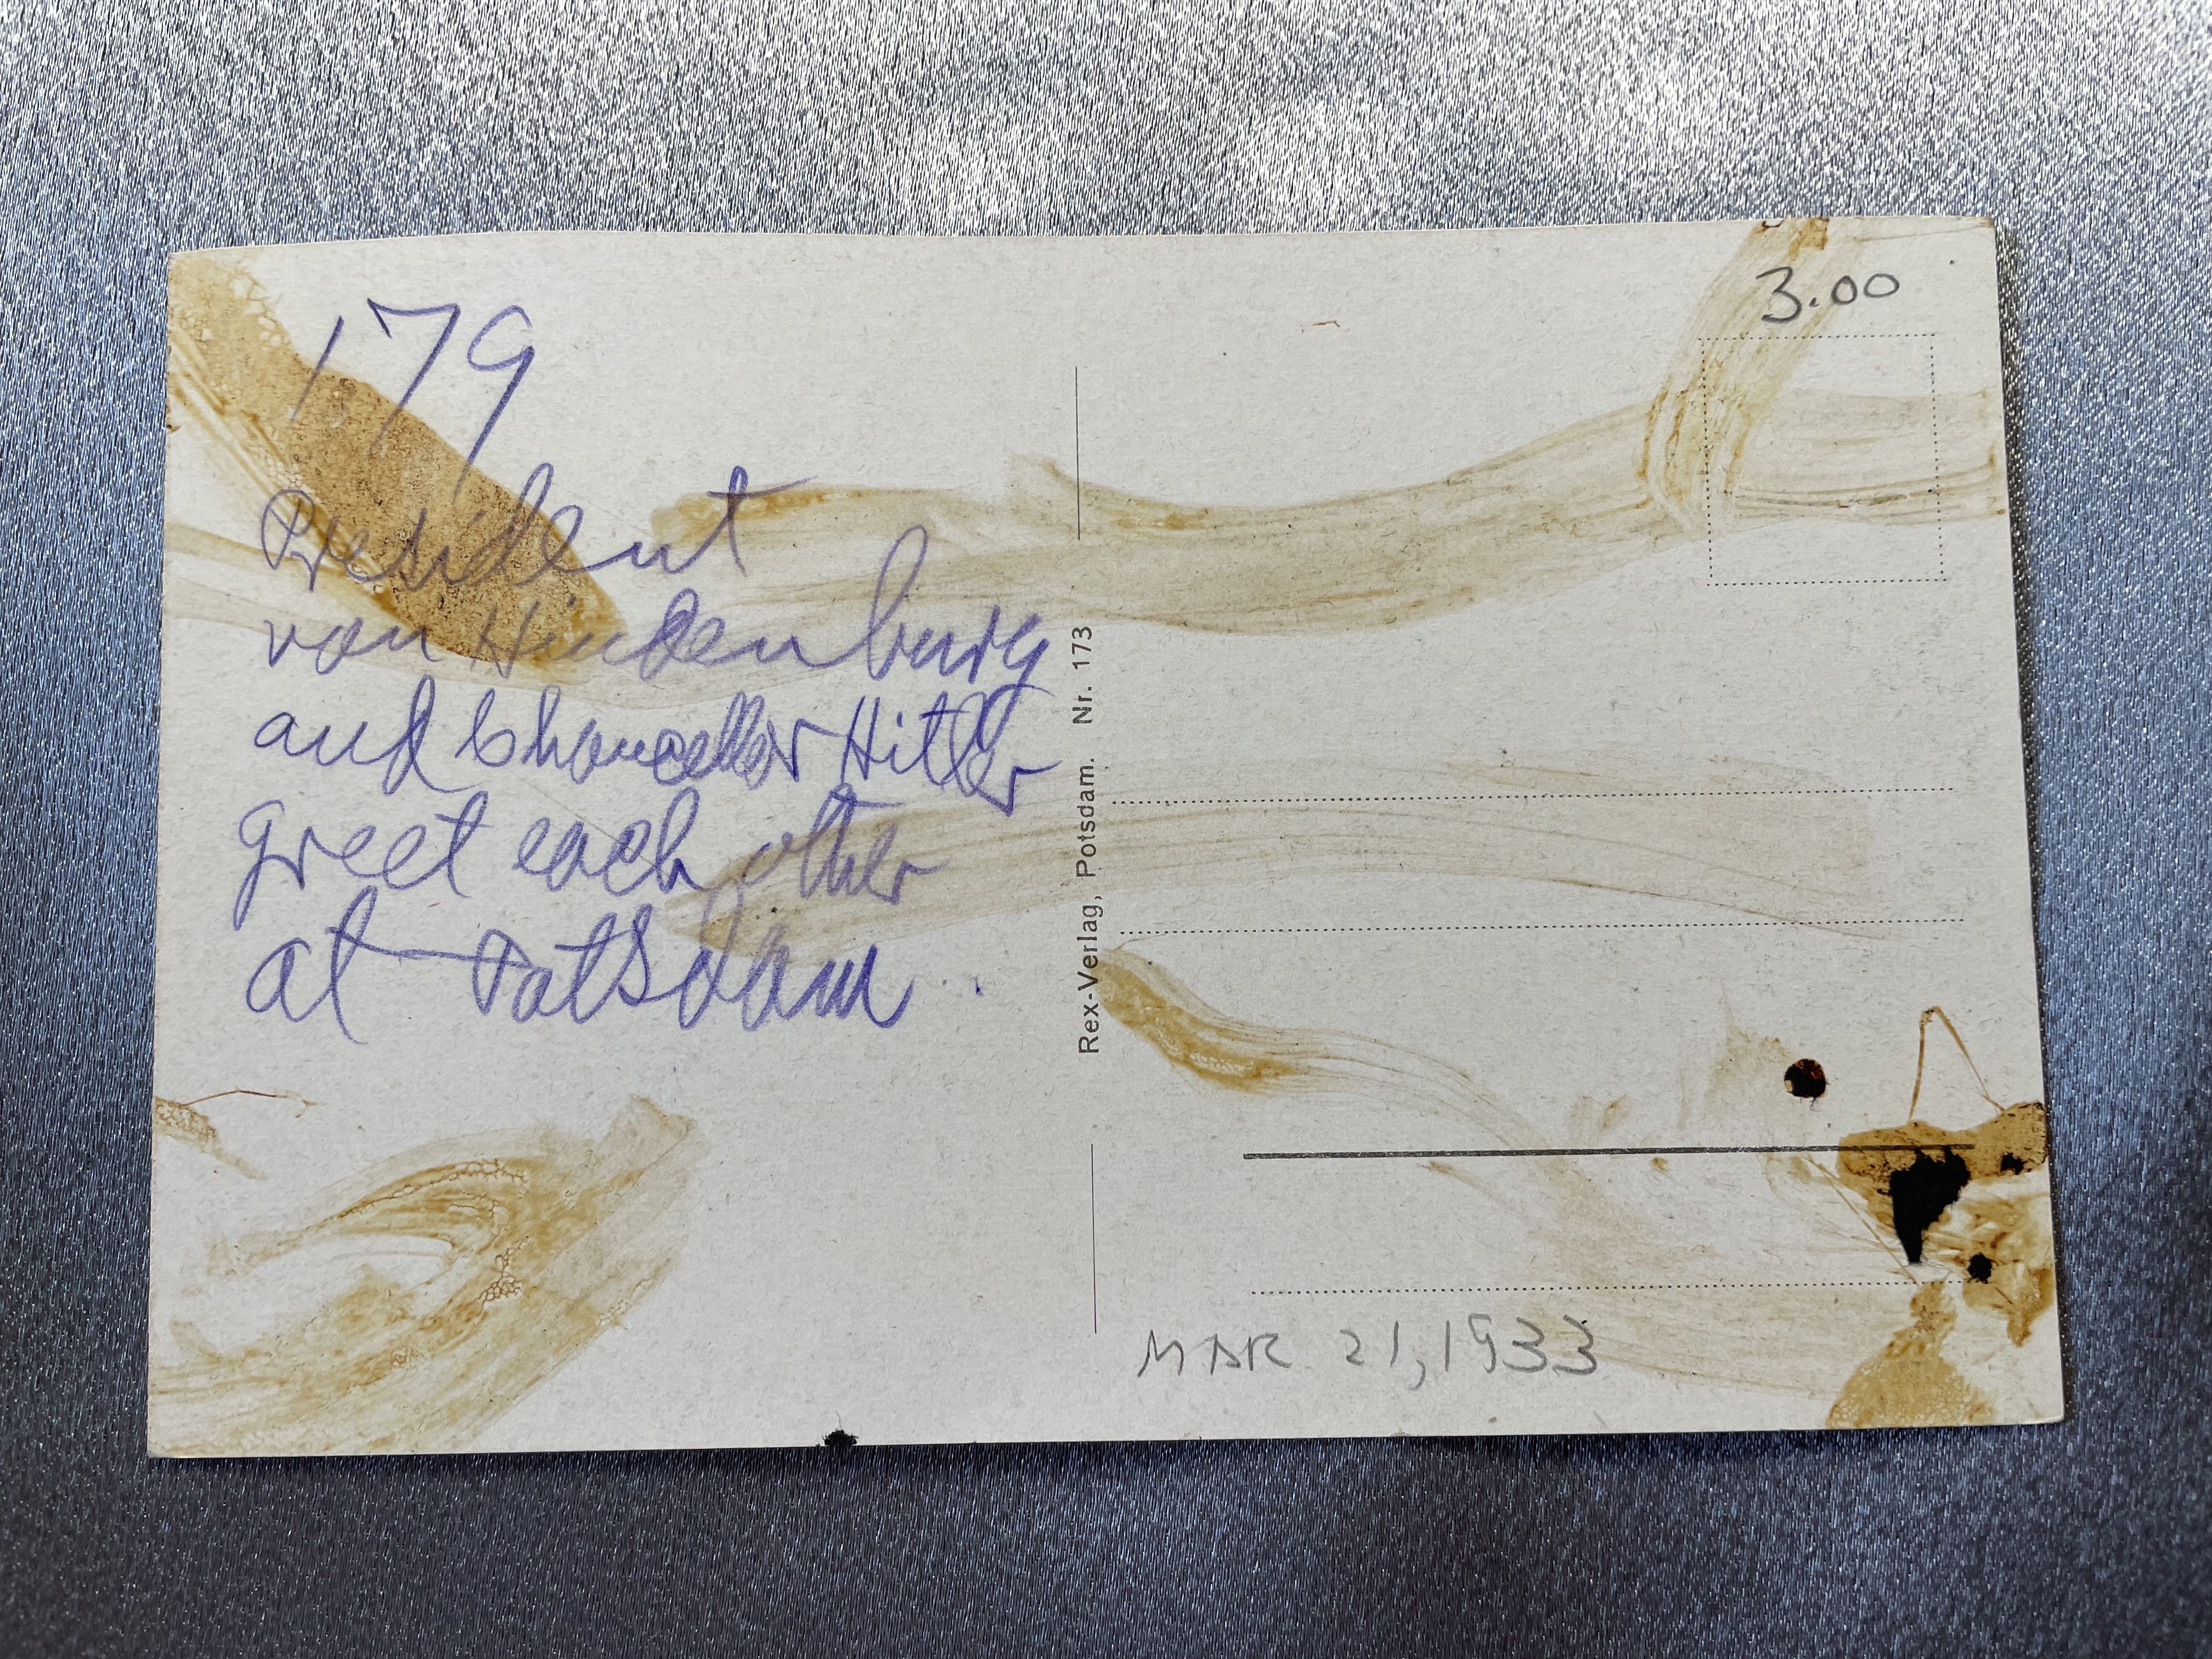 179
President
von Hindenburg
and Chancellor Hitler
greet each other
at Potsdam.
Rex-Verlag, Potsdam. Nr. 173
3.00
MAR 21, 1933